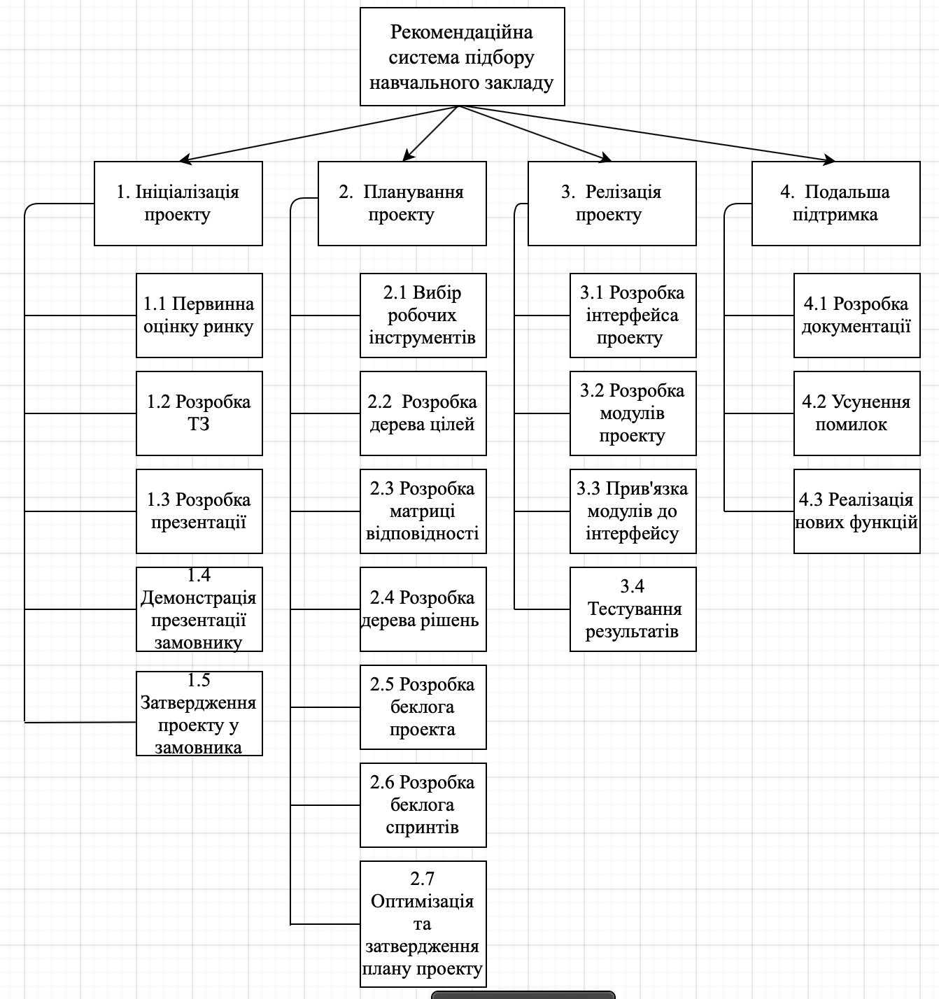 Рекомендаційна
система підбору
навчального закладу
1. Ініціалізація
проекту
2. Планування
проекту
3. Релізація
проекту
4. Подальша
підтримка
1.1 Первинна
оцінку ринку
1.2 Розробка
ТЗ
1.3 Розробка
презентації
1.4
Демонстрація
презентації
замовнику
1.5
Затвердження
проекту у
замовника
2.1 Вибір
робочих
інструментів
2.2 Розробка
дерева цілей
2.3 Розробка
матриці
відповідності
2.4 Розробка
дерева рішень
2.5 Розробка
беклога
проекта
2.6 Розробка
беклога
спринтів
2.7
Оптимізація
та
затвердження
плану проекту
3.1 Розробка
інтерфейса
проекту
3.2 Розробка
модулів
проекту
3.3 Прив'язка
модулів до
інтерфейсу
3.4
Тестування
результатів
4.1 Розробка
документації
4.2 Усунення
помилок
4.3 Реалізація
нових функцій